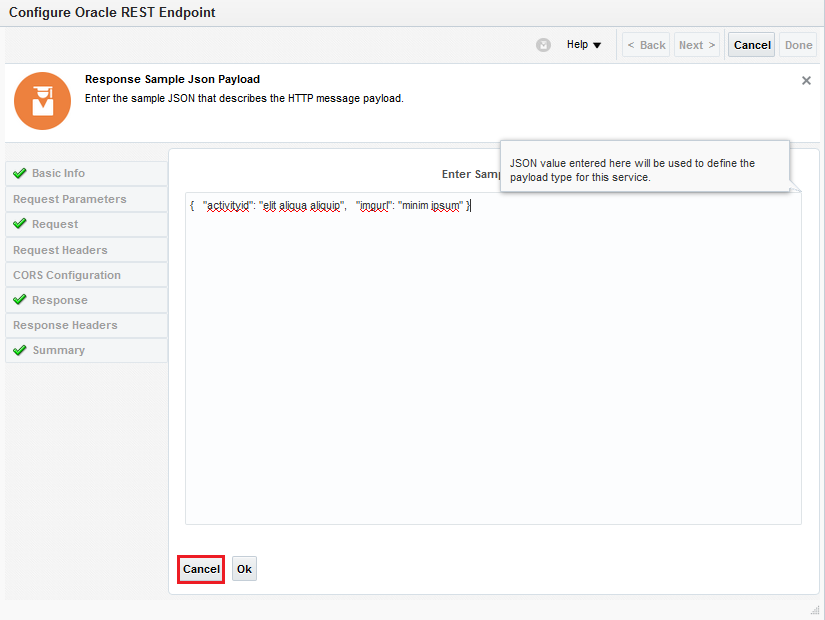 Configure Oracle REST Endpoint
Help
< Back
Next >
Cancel
Done
Response Sample Json Payload
Enter the sample JSON that describes the HTTP message payload.
Basic Info
Request Parameters
Request
Request Headers
CORS Configuration
Response
Response Headers
Summary
Enter
JSON value entered here will be used to define the
payload type for this service.
{ "activityid": "elit aliqua aliquip", "imgurl": "minim ipsum" }
Cancel
Ok